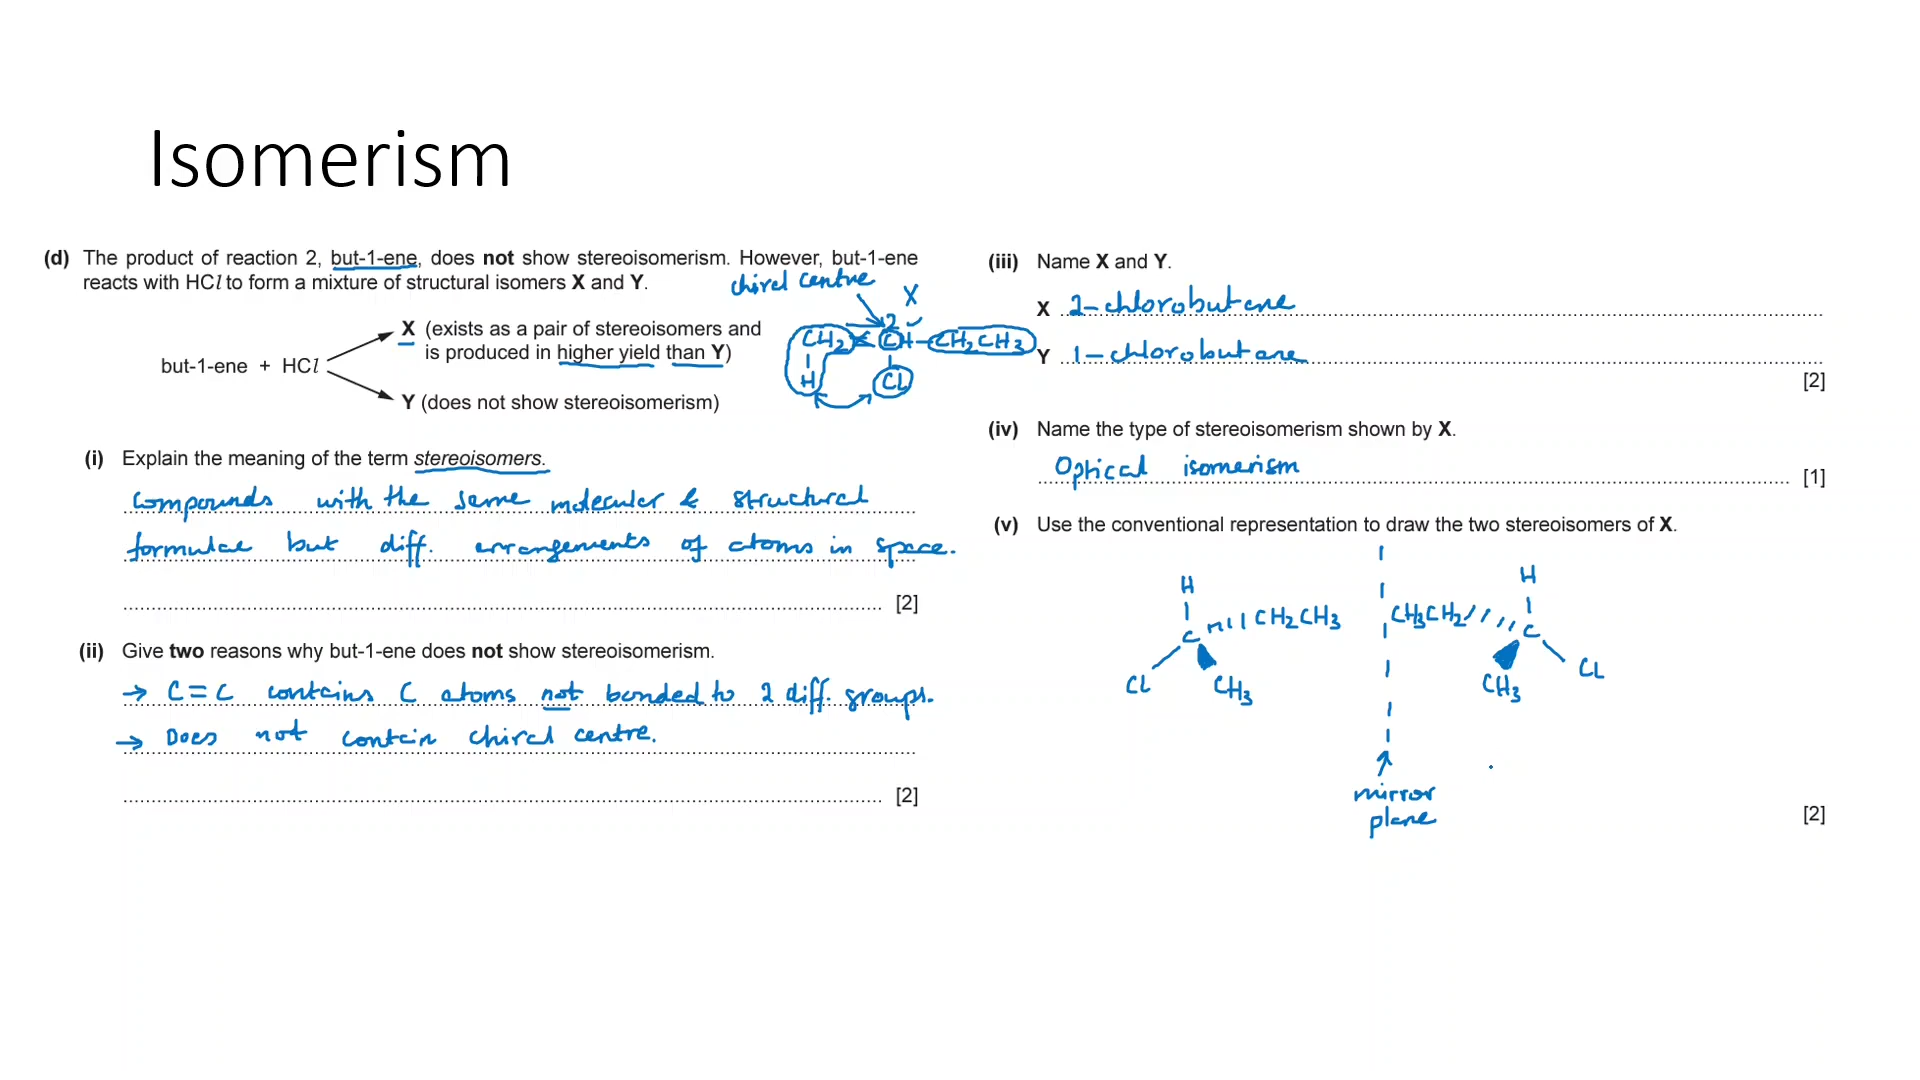 Isomerism
(d) The product of reaction 2, but-1-ene, does not show stereoisomerism. However, but-1-ene
reacts with HCl to form a mixture of structural isomers X and Y.
chiral centre
X
but-1-ene + HCl
X (exists as a pair of stereoisomers and
is produced in higher yield than Y)
Y (does not show stereoisomerism)
2
CH2 CH-CH2CH3
H CL
(i) Explain the meaning of the term stereoisomers.
compounds with the same molecular & structural
formulae but diff. arrangements of atoms in space.
[2]
(ii) Give two reasons why but-1-ene does not show stereoisomerism.
→ C=C contains C atoms not bonded to 2 diff. groups.
→ Does not contain chiral centre.
[2]
(iii) Name X and Y.
X 2-chlorobutane
Y 1-chlorobutane
[2]
(iv) Name the type of stereoisomerism shown by X.
Optical isomerism
[1]
(v) Use the conventional representation to draw the two stereoisomers of X.
H H
CH2CH3 CH3CH2
C C
CL CH3 CH3 CL
mirror
plane
[2]